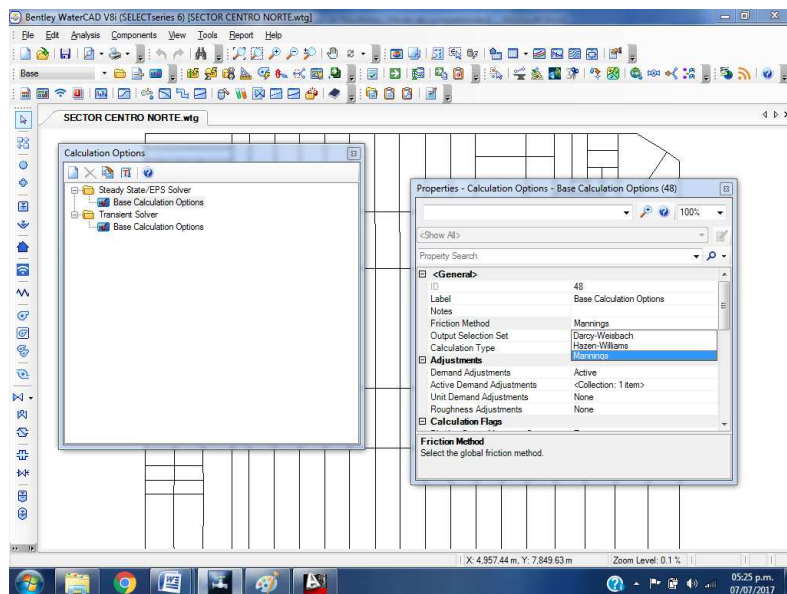 Bentley WaterCAD V8i (SELECTseries 6) [SECTOR CENTRO NORTE.wtg]
File Edit Analysis Components View Tools Report Help
Base
SECTOR CENTRO NORTE.wtg
Calculation Options
Steady State/EPS Solver
Base Calculation Options
Transient Solver
Base Calculation Options
Properties - Calculation Options - Base Calculation Options (48)
100%
<Show All>
Property Search
<General>
ID 48
Label Base Calculation Options
Notes
Friction Method Mannings
Output Selection Set Darcy-Weisbach
Calculation Type Hazen-Williams
Mannings
Adjustments
Demand Adjustments Active
Active Demand Adjustments <Collection: 1 item>
Unit Demand Adjustments None
Roughness Adjustments None
Calculation Flags
Friction Method
Select the global friction method.
X: 4,957.44 m, Y: 7,849.63 m Zoom Level: 0.1 %
05:25 p.m.
07/07/2017